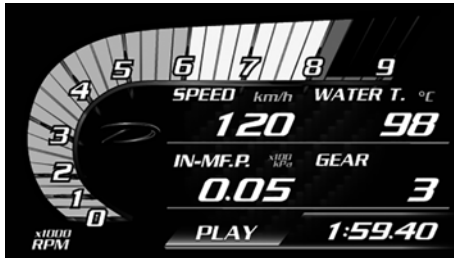 5 6 7 8 9
4
SPEED km/h WATER T. °C
120 98
3
IN-MF.P. x100 kPa GEAR
2
0.05 3
1
0
x1000
RPM
PLAY 1:59.40